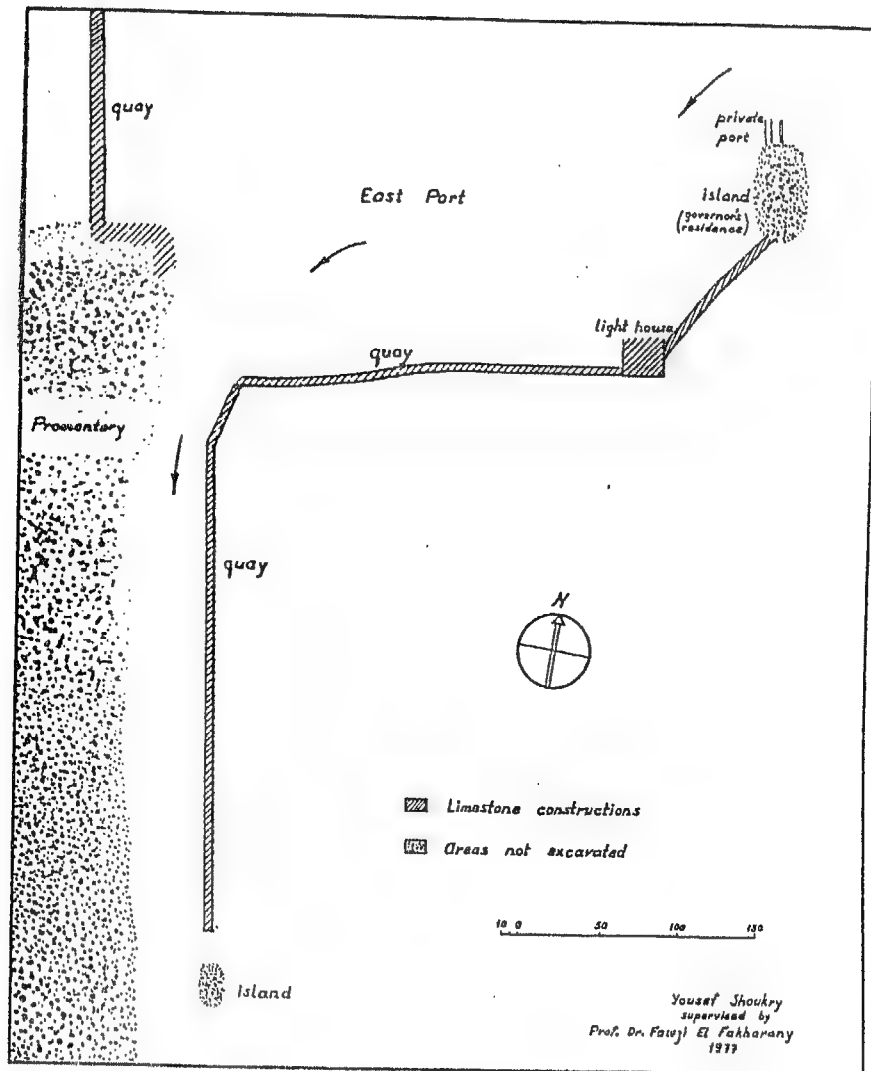 quay
private
port
East Port
island
(governor's
residence)
light house
quay
Promontary
quay
N
Limestone constructions
Areas not excavated
10 0 50 100 150
Island
Yousef Shoukry
supervised by
Prof. Dr. Fawzi El Fakharany
1977